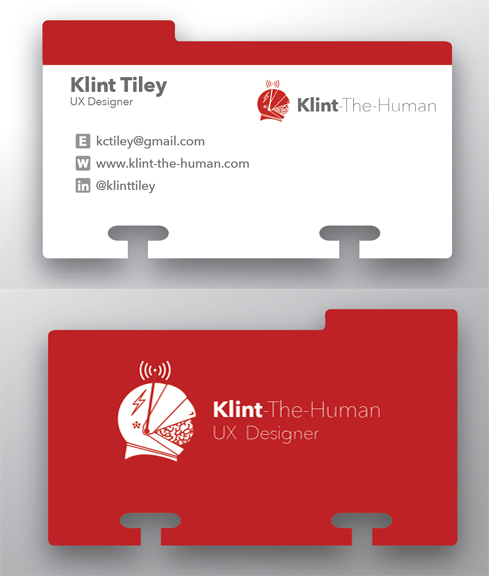 Klint Tiley
UX Designer
Klint-The-Human
E kctiley@gmail.com
W www.klint-the-human.com
in @klinttiley
Klint-The-Human
UX Designer